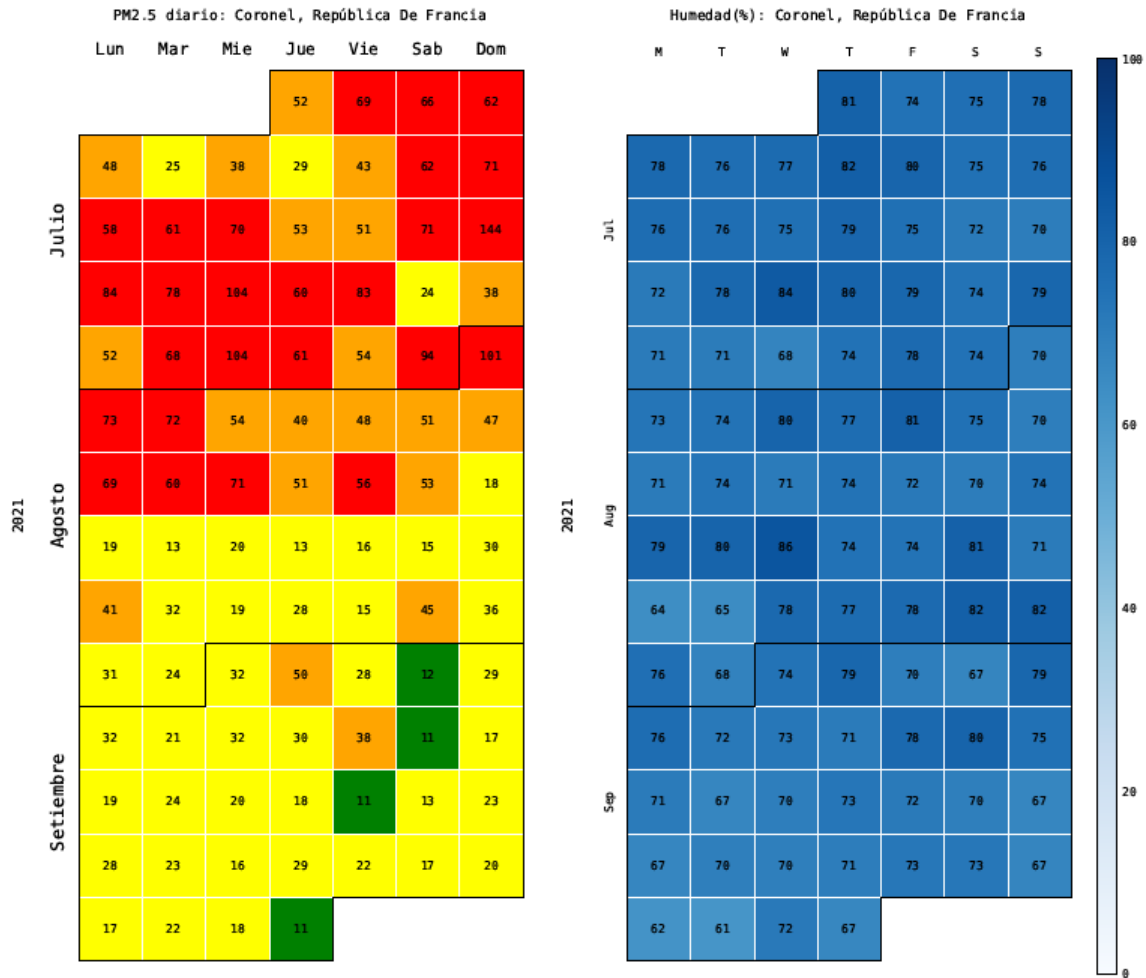 PM2.5 diario: Coronel, República De Francia
Lun Mar Mie Jue Vie Sab Dom
52 69 66 62
48 25 38 29 43 62 71
58 61 70 53 51 71 144
84 78 104 60 83 24 38
52 68 104 61 54 94 101
73 72 54 40 48 51 47
69 60 71 51 56 53 18
19 13 20 13 16 15 30
41 32 19 28 15 45 36
31 24 32 50 28 12 29
32 21 32 30 38 11 17
19 24 20 18 11 13 23
28 23 16 29 22 17 20
17 22 18 11
Julio
Agosto
Setiembre
2021
Humedad(%): Coronel, República De Francia
M T W T F S S
81 74 75 78
78 76 77 82 80 75 76
76 76 75 79 75 72 70
72 78 84 80 79 74 79
71 71 68 74 78 74 70
73 74 80 77 81 75 70
71 74 71 74 72 70 74
79 80 86 74 74 81 71
64 65 78 77 78 82 82
76 68 74 79 70 67 79
76 72 73 71 78 80 75
71 67 70 73 72 70 67
67 70 70 71 73 73 67
62 61 72 67
Jul
Aug
Sep
2021
100
80
60
40
20
0